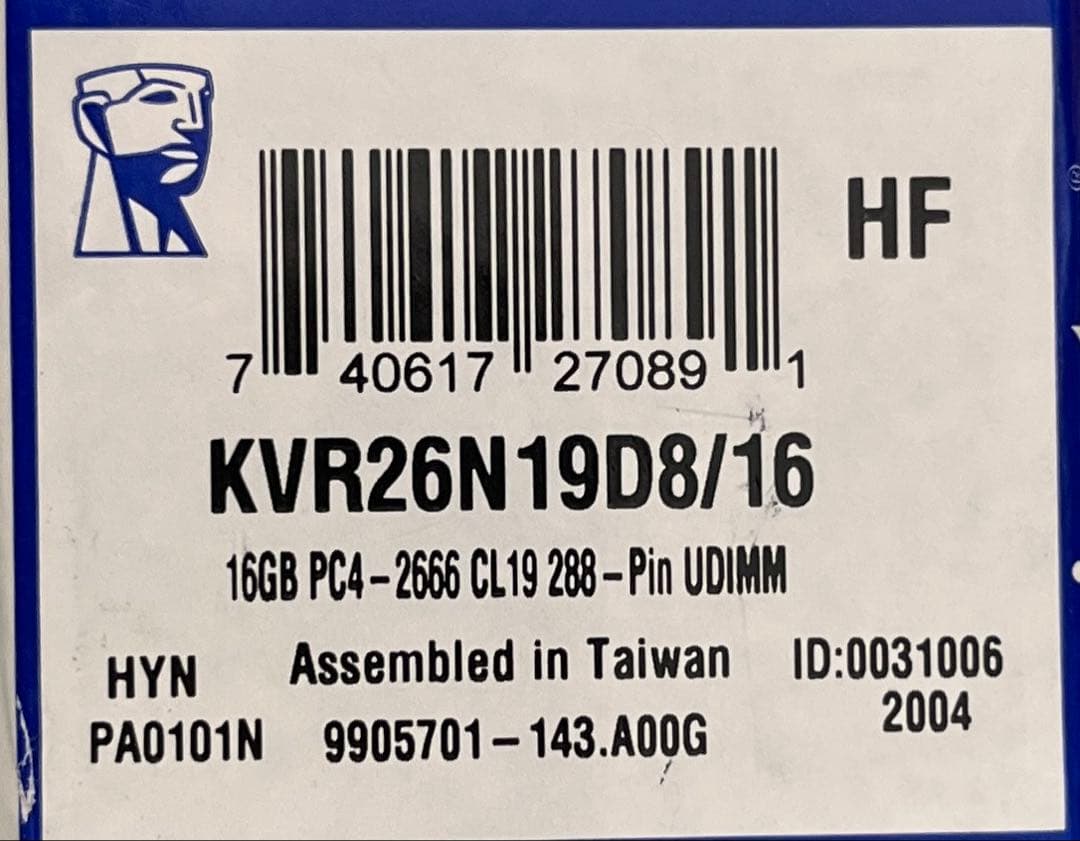 HF
7 40617 27089 1
KVR26N19D8/16
16GB PC4-2666 CL19 288-Pin UDIMM
HYN Assembled in Taiwan ID:0031006
2004
PA0101N 9905701-143.A00G